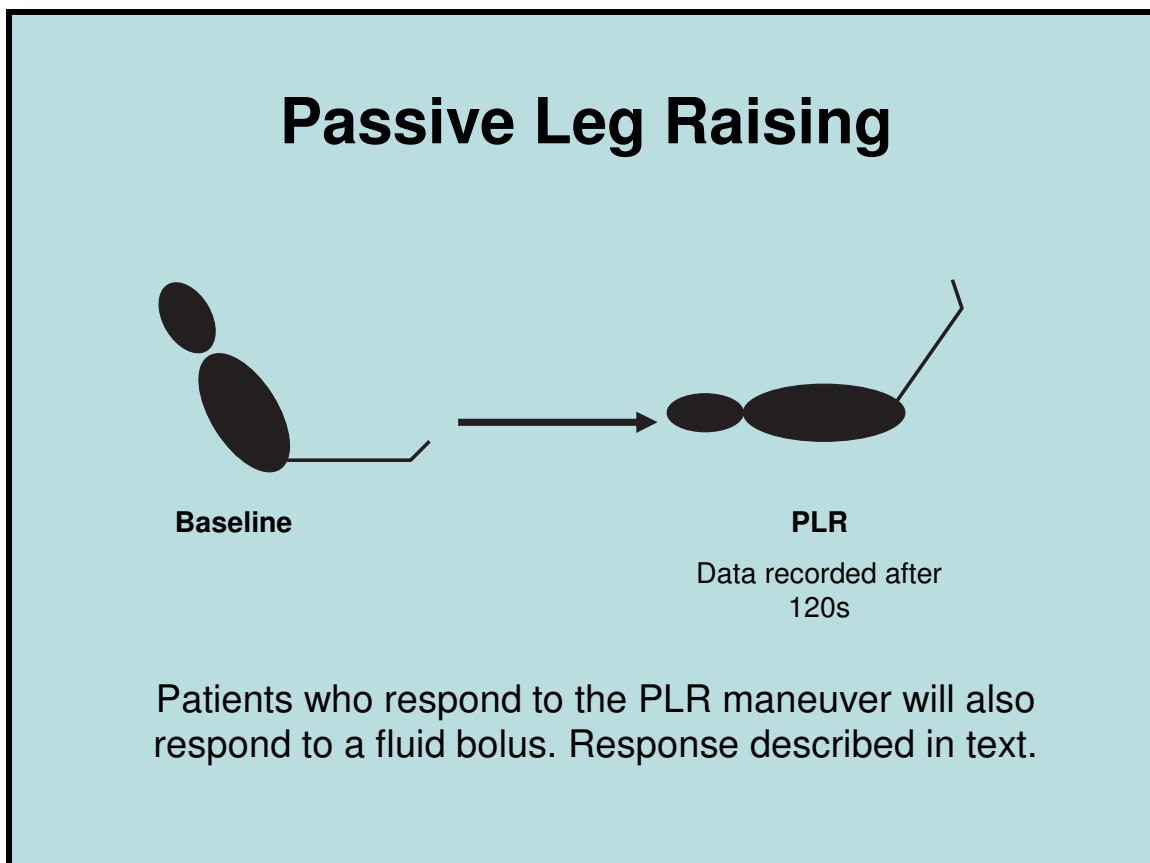 Passive Leg Raising
Baseline
PLR
Data recorded after
120s
Patients who respond to the PLR maneuver will also
respond to a fluid bolus. Response described in text.